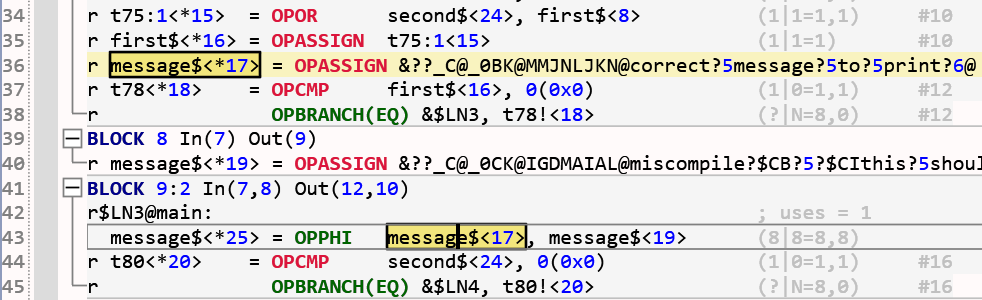 34 r t75:1<*15> = OPOR second$<24>, first$<8> (1|1=1,1) #10
35 r first$<*16> = OPASSIGN t75:1<15> (1|1=1) #10
36 r message$<*17> = OPASSIGN &??_C@_0BK@MMJNLJKN@correct?5message?5to?5print?6@
37 r t78<*18> = OPCMP first$<16>, 0(0x0) (1|0=1,1) #12
38 r OPBRANCH(EQ) &$LN3, t78!<18> (?|N=8,0) #12
39 BLOCK 8 In(7) Out(9)
40 r message$<*19> = OPASSIGN &??_C@_0CK@IGDMAIAL@miscompile?$CB?5?$CIthis?5shoul
41 BLOCK 9:2 In(7,8) Out(12,10)
42 r$LN3@main: ; uses = 1
43 message$<*25> = OPPHI message$<17>, message$<19> (8|8=8,8)
44 r t80<*20> = OPCMP second$<24>, 0(0x0) (1|0=1,1) #16
45 r OPBRANCH(EQ) &$LN4, t80!<20> (?|N=8,0) #16